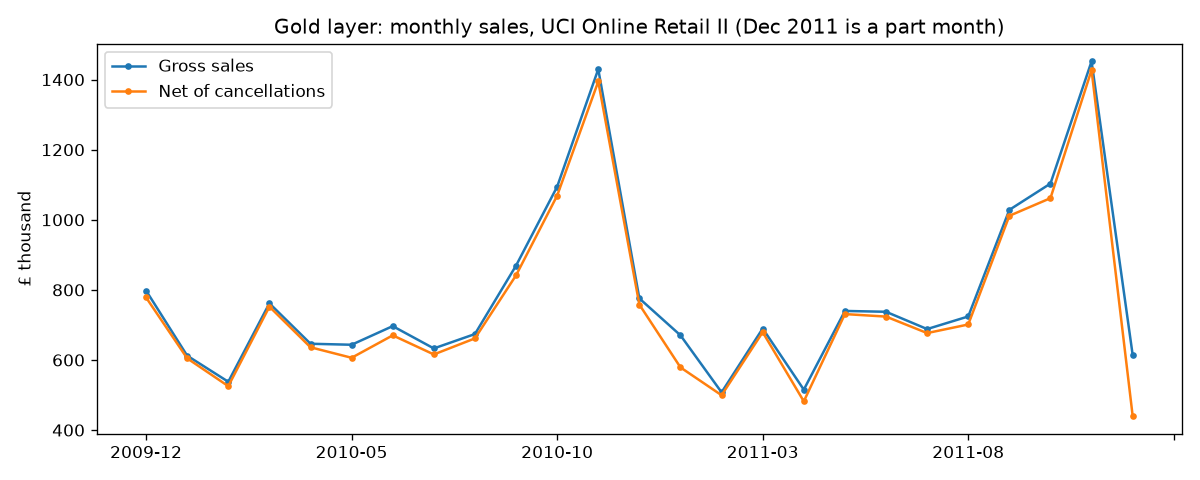 Gold layer: monthly sales, UCI Online Retail II (Dec 2011 is a part month)
Gross sales
Net of cancellations
£ thousand
1400
1200
1000
800
600
400
2009-12
2010-05
2010-10
2011-03
2011-08